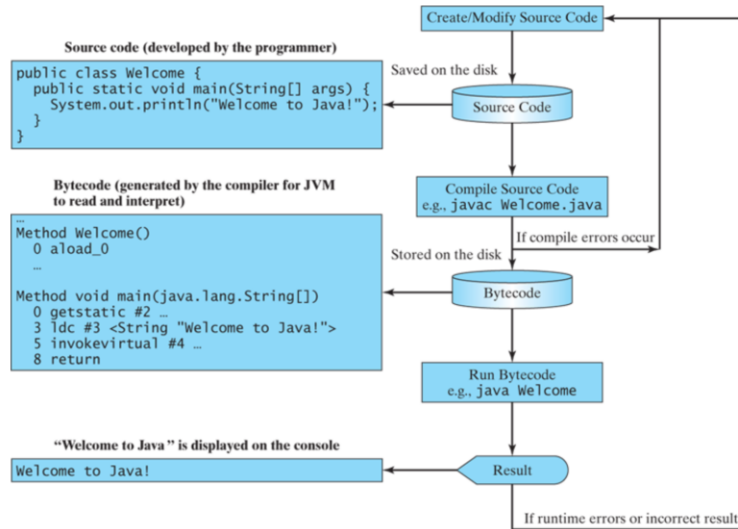 Create/Modify Source Code
Source code (developed by the programmer)
public class Welcome {
  public static void main(String[] args) {
    System.out.println("Welcome to Java!");
  }
}
Saved on the disk
Source Code
Compile Source Code
e.g., javac Welcome.java
If compile errors occur
Bytecode (generated by the compiler for JVM
to read and interpret)
…
Method Welcome()
  0 aload_0
  …
Method void main(java.lang.String[])
  0 getstatic #2 …
  3 ldc #3 <String "Welcome to Java!">
  5 invokevirtual #4 …
  8 return
Stored on the disk
Bytecode
Run Bytecode
e.g., java Welcome
“Welcome to Java” is displayed on the console
Welcome to Java!
Result
If runtime errors or incorrect result